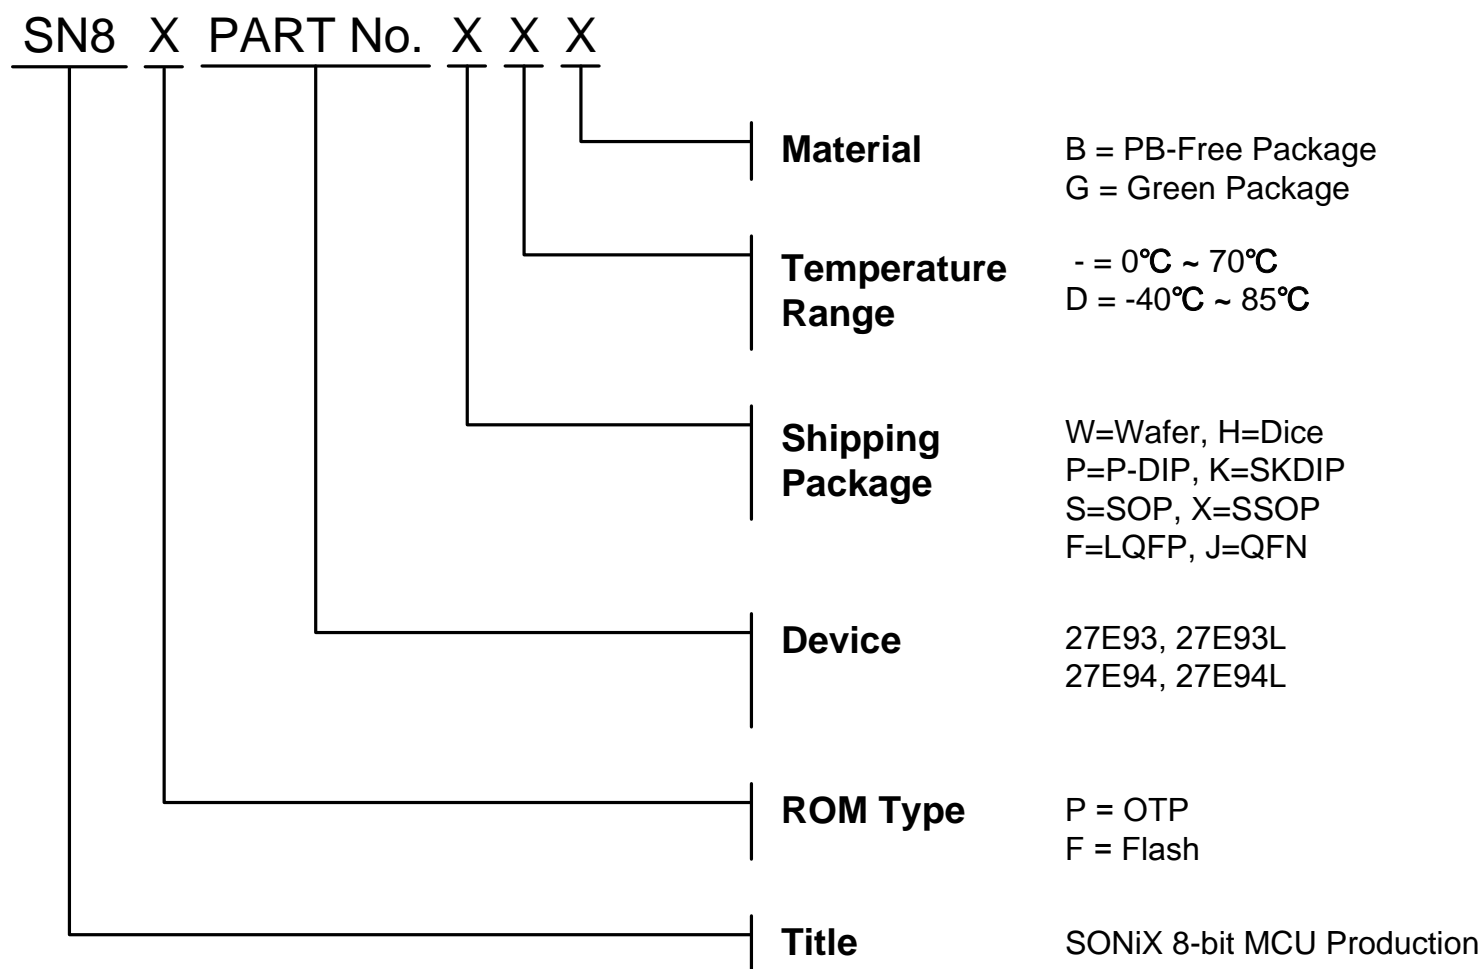 SN8 X PART No. X X X
Material
B = PB-Free Package
G = Green Package
Temperature
Range
- = 0℃ ~ 70℃
D = -40℃ ~ 85℃
Shipping
Package
W=Wafer, H=Dice
P=P-DIP, K=SKDIP
S=SOP, X=SSOP
F=LQFP, J=QFN
Device
27E93, 27E93L
27E94, 27E94L
ROM Type
P = OTP
F = Flash
Title
SONiX 8-bit MCU Production